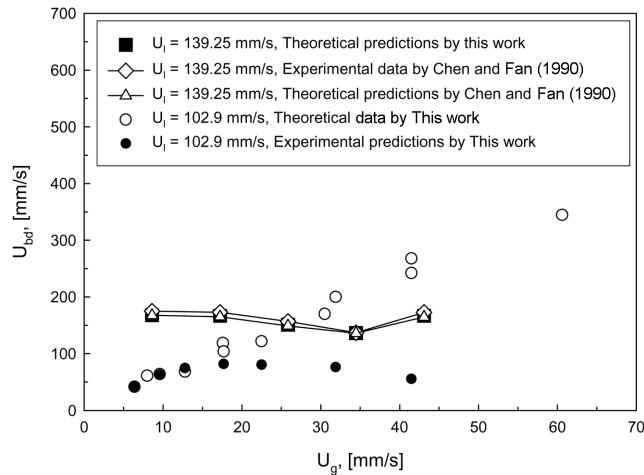 700
600
500
400
300
200
100
0
U_bd, [mm/s]
U_l = 139.25 mm/s, Theoretical predictions by this work
U_l = 139.25 mm/s, Experimental data by Chen and Fan (1990)
U_l = 139.25 mm/s, Theoretical predictions by Chen and Fan (1990)
U_l = 102.9 mm/s, Theoretical data by This work
U_l = 102.9 mm/s, Experimental predictions by This work
0 10 20 30 40 50 60 70
U_g, [mm/s]